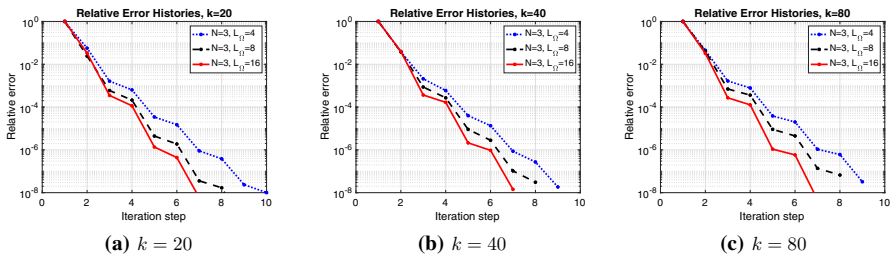 Relative Error Histories, k=20
10^0
10^-2
10^-4
10^-6
10^-8
Relative error
N=3, L_Ω=4
N=3, L_Ω=8
N=3, L_Ω=16
0 2 4 6 8 10
Iteration step
(a) k = 20
Relative Error Histories, k=40
10^0
10^-2
10^-4
10^-6
10^-8
Relative error
N=3, L_Ω=4
N=3, L_Ω=8
N=3, L_Ω=16
0 2 4 6 8 10
Iteration step
(b) k = 40
Relative Error Histories, k=80
10^0
10^-2
10^-4
10^-6
10^-8
Relative error
N=3, L_Ω=4
N=3, L_Ω=8
N=3, L_Ω=16
0 2 4 6 8 10
Iteration step
(c) k = 80